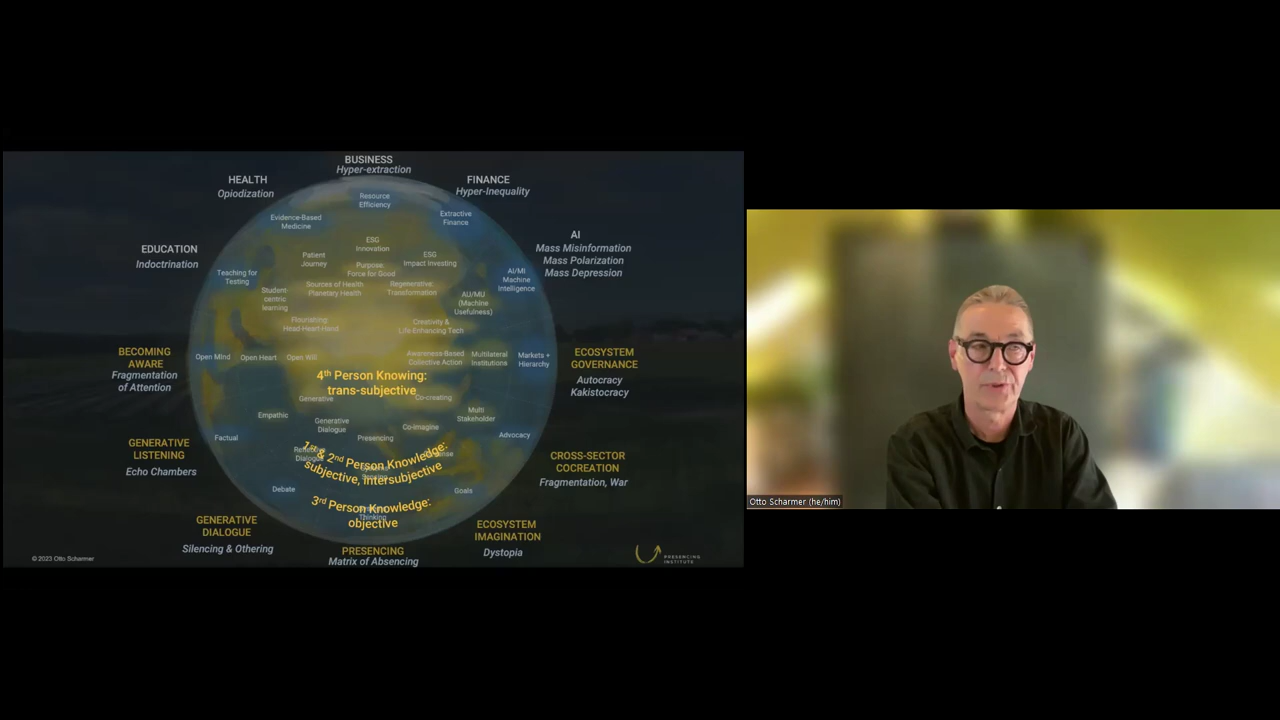 BUSINESS
Hyper-extraction
HEALTH
Opiodization
FINANCE
Hyper-Inequality
Resource
Efficiency
Evidence-Based
Medicine
Extractive
Finance
AI
Mass Misinformation
Mass Polarization
Mass Depression
EDUCATION
Indoctrination
ESG
Innovation
Patient
Journey
ESG
Impact Investing
Purpose:
Force for Good
Teaching for
Testing
AI/MI
Machine
Intelligence
Sources of Health
Planetary Health
Regenerative:
Transformation
Student-
centric
learning
AU/MU
(Machine
Usefulness)
Flourishing
Head-Heart-Hand
Creativity &
Life-Enhancing Tech
BECOMING
AWARE
Fragmentation
of Attention
Open Mind
Open Heart
Open Will
Awareness-Based
Collective Action
Multilateral
Institutions
Markets +
Hierarchy
ECOSYSTEM
GOVERNANCE
Autocracy
Kakistocracy
4th Person Knowing:
trans-subjective
Generative
Co-creating
Empathic
Generative
Dialogue
Co-imagine
Multi
Stakeholder
Factual
Presencing
Advocacy
GENERATIVE
LISTENING
Echo Chambers
1st & 2nd Person Knowledge:
subjective, intersubjective
CROSS-SECTOR
COCREATION
Fragmentation, War
Debate
Goals
3rd Person Knowledge:
objective
Thinking
GENERATIVE
DIALOGUE
Silencing & Othering
ECOSYSTEM
IMAGINATION
Dystopia
PRESENCING
Matrix of Absencing
© 2023 Otto Scharmer
PRESENCING
INSTITUTE
Otto Scharmer (he/him)